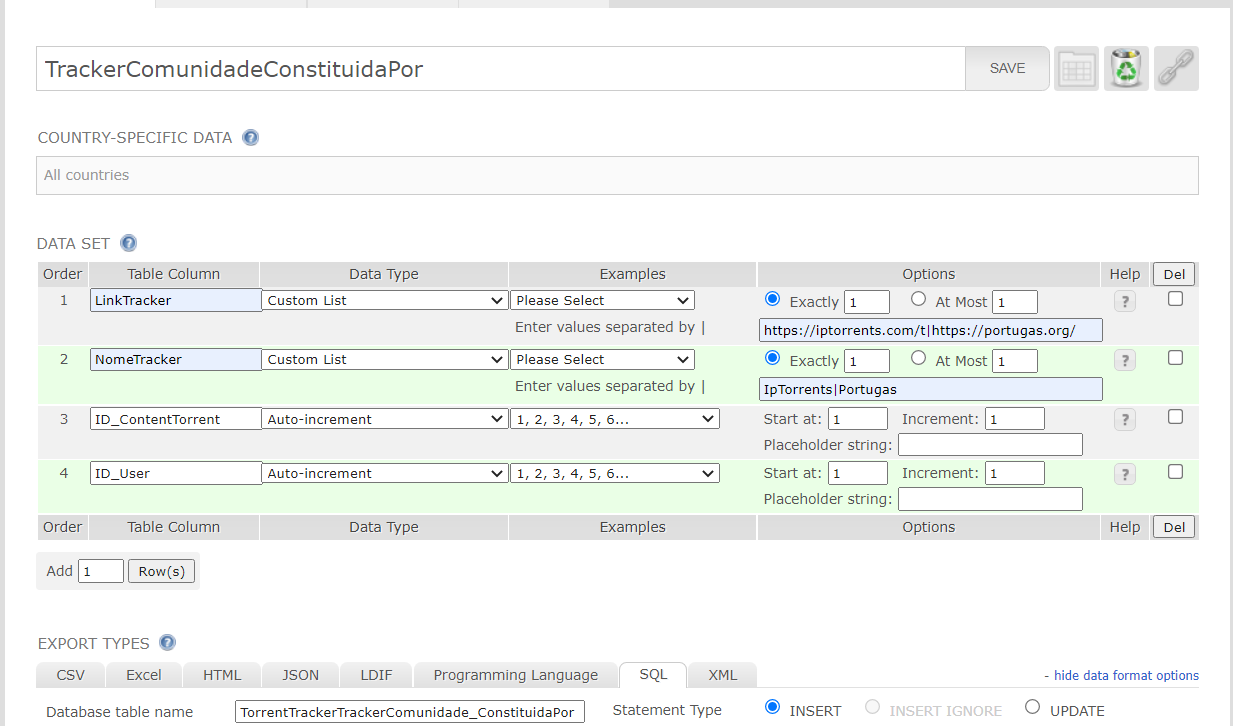 TrackerComunidadeConstituidaPor SAVE
COUNTRY-SPECIFIC DATA ?
All countries
DATA SET ?
Order Table Column Data Type Examples Options Help Del
1 LinkTracker Custom List Please Select Exactly 1 At Most 1 ?
Enter values separated by | https://iptorrents.com/t|https://portugas.org/
2 NomeTracker Custom List Please Select Exactly 1 At Most 1 ?
Enter values separated by | IpTorrents|Portugas
3 ID_ContentTorrent Auto-increment 1, 2, 3, 4, 5, 6... Start at: 1 Increment: 1 ?
Placeholder string:
4 ID_User Auto-increment 1, 2, 3, 4, 5, 6... Start at: 1 Increment: 1 ?
Placeholder string:
Order Table Column Data Type Examples Options Help Del
Add 1 Row(s)
EXPORT TYPES ?
CSV Excel HTML JSON LDIF Programming Language SQL XML - hide data format options
Database table name TorrentTrackerTrackerComunidade_ConstituidaPor Statement Type INSERT INSERT IGNORE UPDATE